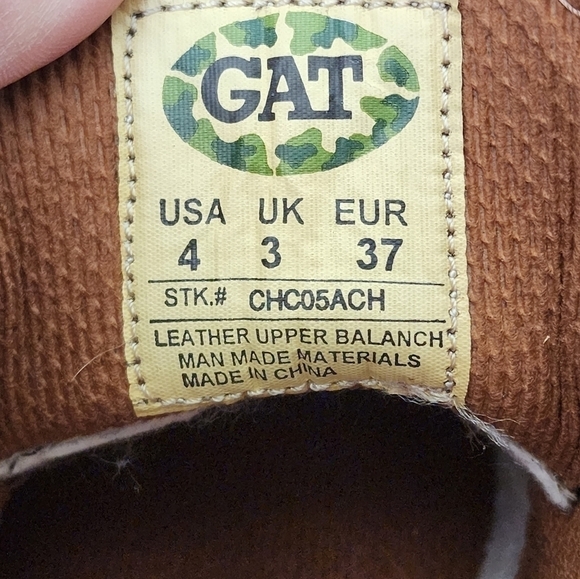 GAT
USA UK EUR
4 3 37
STK.# CHC05ACH
LEATHER UPPER BALANCH
MAN MADE MATERIALS
MADE IN CHINA